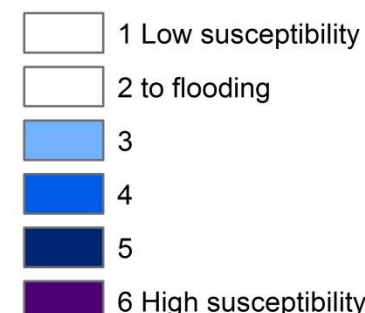 1 Low susceptibility
2 to flooding
3
4
5
6 High susceptibility